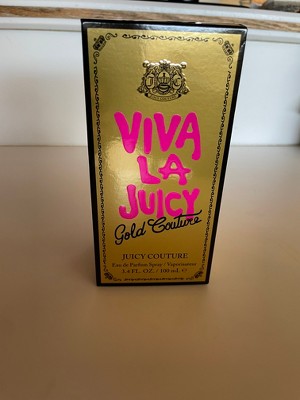 VIVA
LA
JUICY
Gold Couture
JUICY COUTURE
Eau de Parfum Spray / Vaporisateur
3.4 FL. OZ. / 100 mL ℮